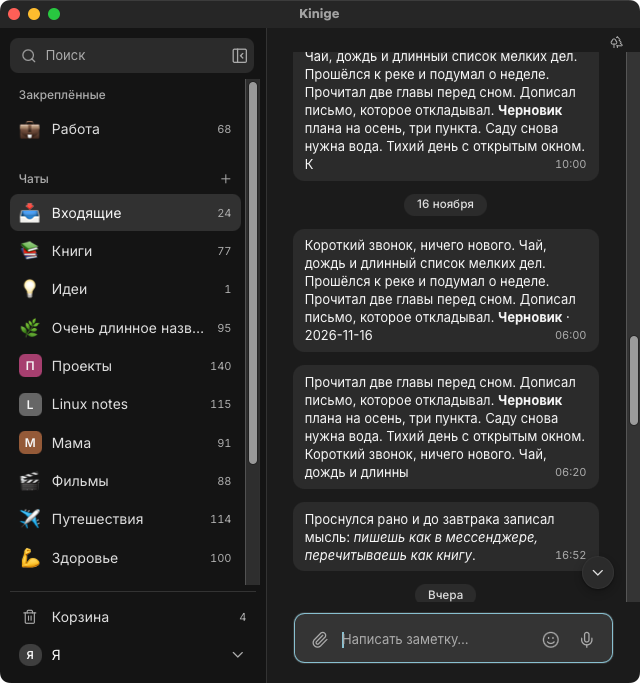 Kinige
Поиск
Закреплённые
Работа 68
Чаты
Входящие 24
Книги 77
Идеи 1
Очень длинное назв... 95
П Проекты 140
L Linux notes 115
М Мама 91
Фильмы 88
Путешествия 114
Здоровье 100
Корзина 4
Я Я
Чай, дождь и длинный список мелких дел.
Прошёлся к реке и подумал о неделе.
Прочитал две главы перед сном. Дописал
письмо, которое откладывал. Черновик
плана на осень, три пункта. Саду снова
нужна вода. Тихий день с открытым окном.
К 10:00
16 ноября
Короткий звонок, ничего нового. Чай,
дождь и длинный список мелких дел.
Прошёлся к реке и подумал о неделе.
Прочитал две главы перед сном. Дописал
письмо, которое откладывал. Черновик ·
2026-11-16 06:00
Прочитал две главы перед сном. Дописал
письмо, которое откладывал. Черновик
плана на осень, три пункта. Саду снова
нужна вода. Тихий день с открытым окном.
Короткий звонок, ничего нового. Чай,
дождь и длинны 06:20
Проснулся рано и до завтрака записал
мысль: пишешь как в мессенджере,
перечитываешь как книгу. 16:52
Вчера
Написать заметку...